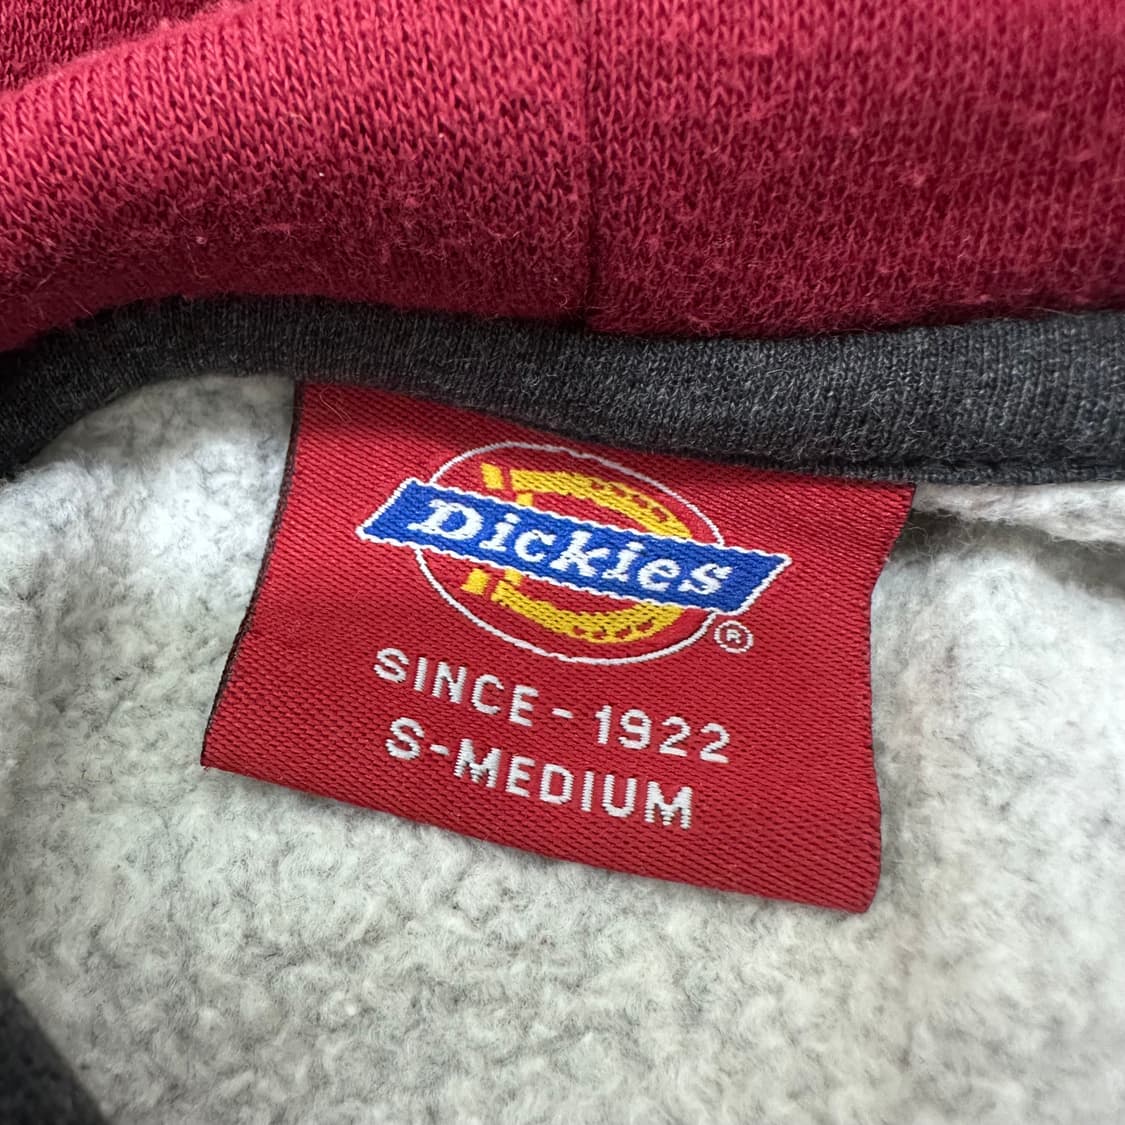 Dickies
®
SINCE - 1922
S-MEDIUM